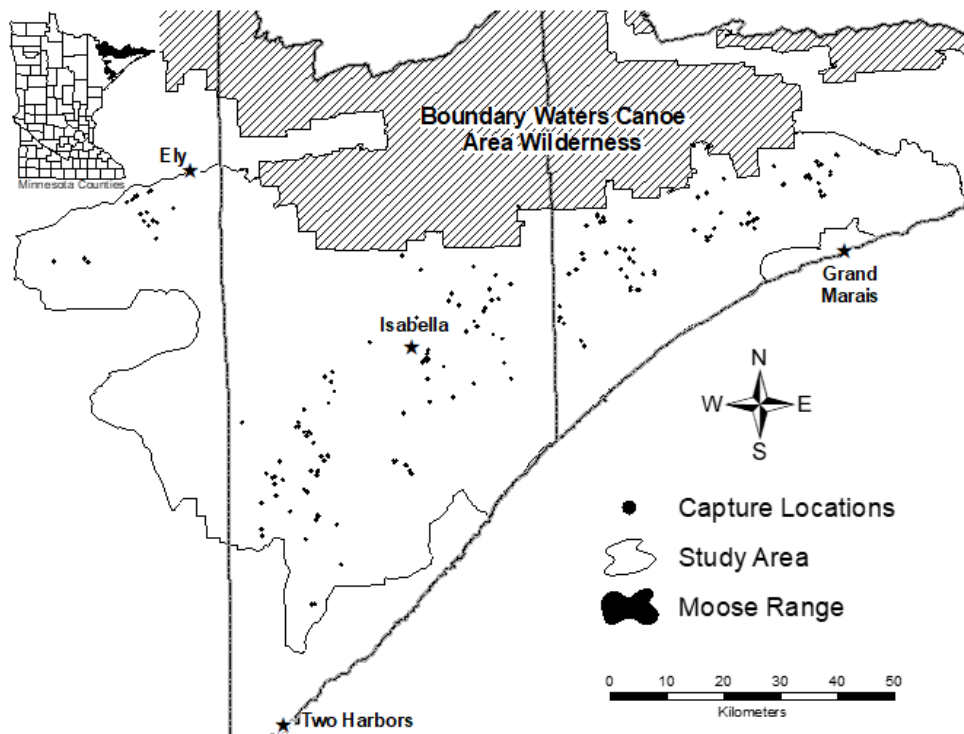 Minnesota Counties
Boundary Waters Canoe
Area Wilderness
Ely
Isabella
Grand
Marais
N
W E
S
Capture Locations
Study Area
Moose Range
0 10 20 30 40 50
Kilometers
Two Harbors